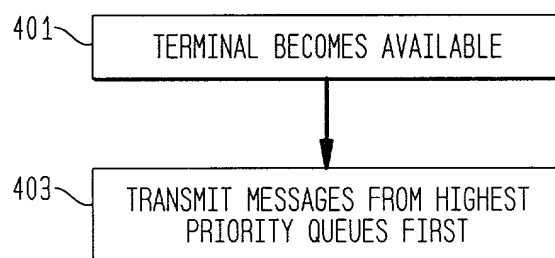 401
TERMINAL BECOMES AVAILABLE
403
TRANSMIT MESSAGES FROM HIGHEST
PRIORITY QUEUES FIRST